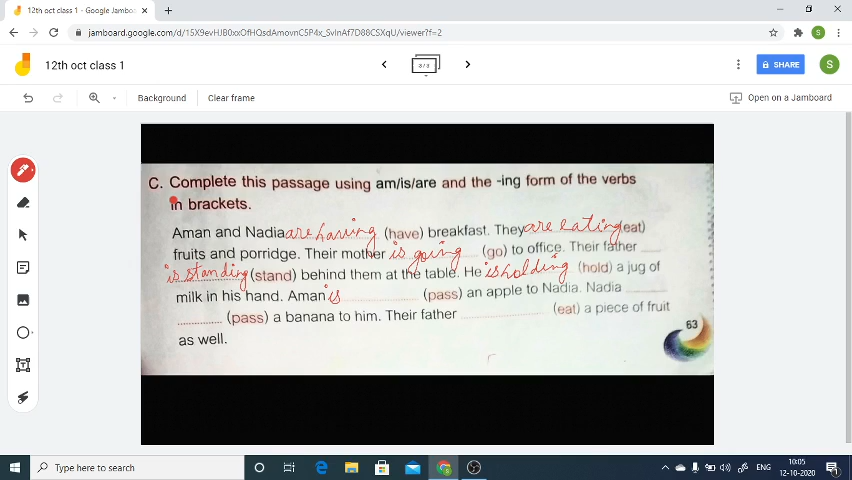 12th oct class 1 - Google Jambo
jamboard.google.com/d/15X9evHJB0xxOfHQsdAmovnC5P4x_SvInAf7D88CSXqU/viewer?f=2
S
12th oct class 1
3/3
SHARE
S
Background
Clear frame
Open on a Jamboard
C. Complete this passage using am/is/are and the -ing form of the verbs
in brackets.
Aman and Nadia are having (have) breakfast. They are eating eat)
fruits and porridge. Their mother is going (go) to office. Their father
is standing (stand) behind them at the table. He is holding (hold) a jug of
milk in his hand. Aman is (pass) an apple to Nadia. Nadia
(pass) a banana to him. Their father (eat) a piece of fruit
as well.
63
Type here to search
ENG
10:05
12-10-2020